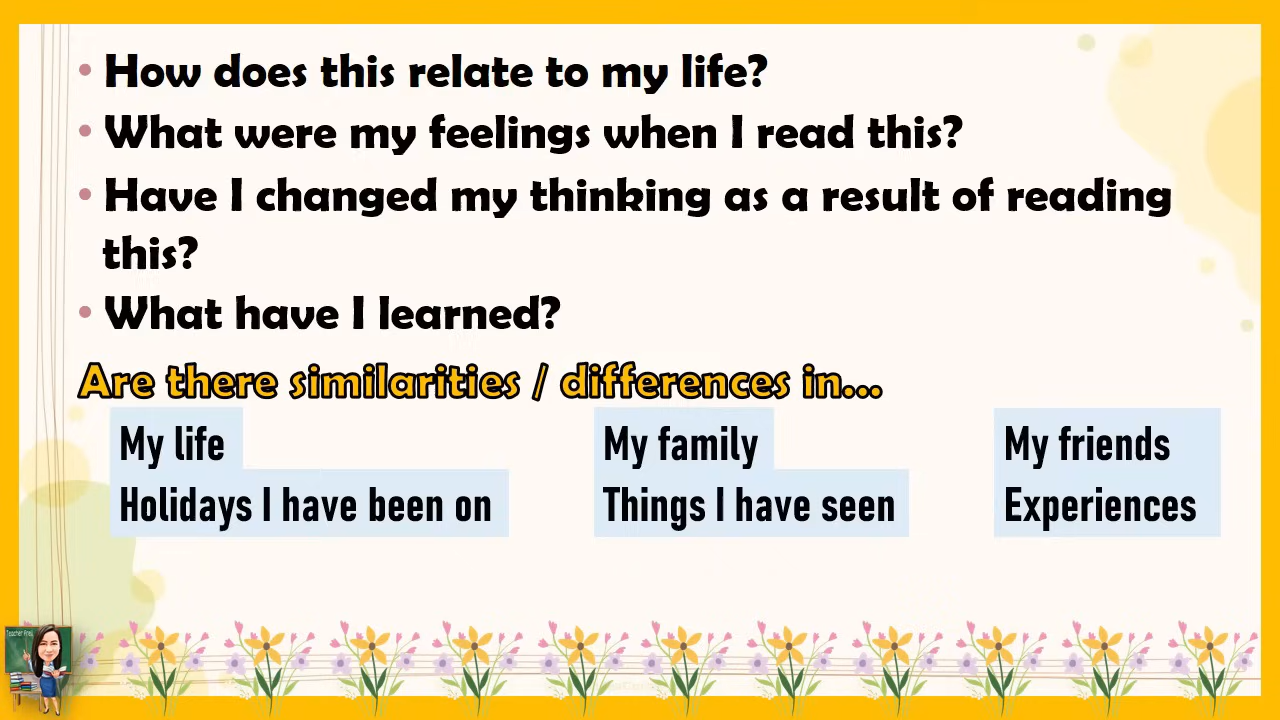 • How does this relate to my life?
• What were my feelings when I read this?
• Have I changed my thinking as a result of reading
this?
• What have I learned?
Are there similarities / differences in...
My life My family My friends
Holidays I have been on Things I have seen Experiences